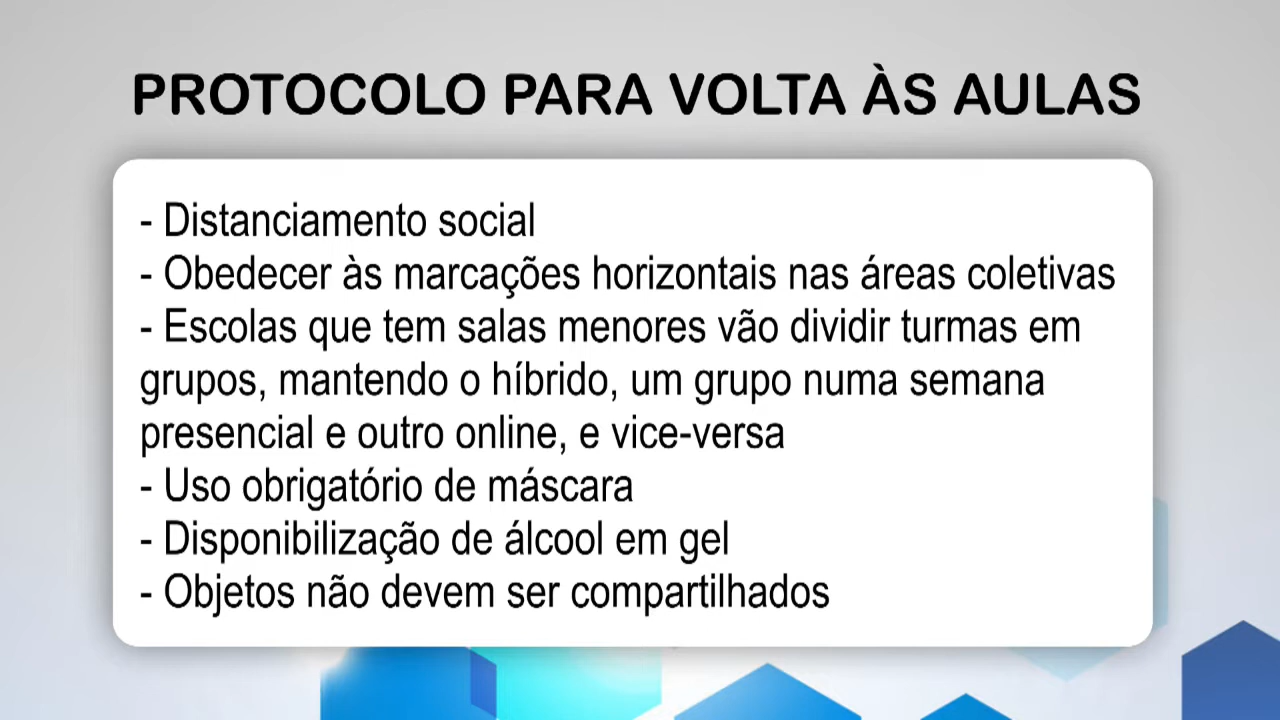 PROTOCOLO PARA VOLTA ÀS AULAS
- Distanciamento social
- Obedecer às marcações horizontais nas áreas coletivas
- Escolas que tem salas menores vão dividir turmas em
grupos, mantendo o híbrido, um grupo numa semana
presencial e outro online, e vice-versa
- Uso obrigatório de máscara
- Disponibilização de álcool em gel
- Objetos não devem ser compartilhados